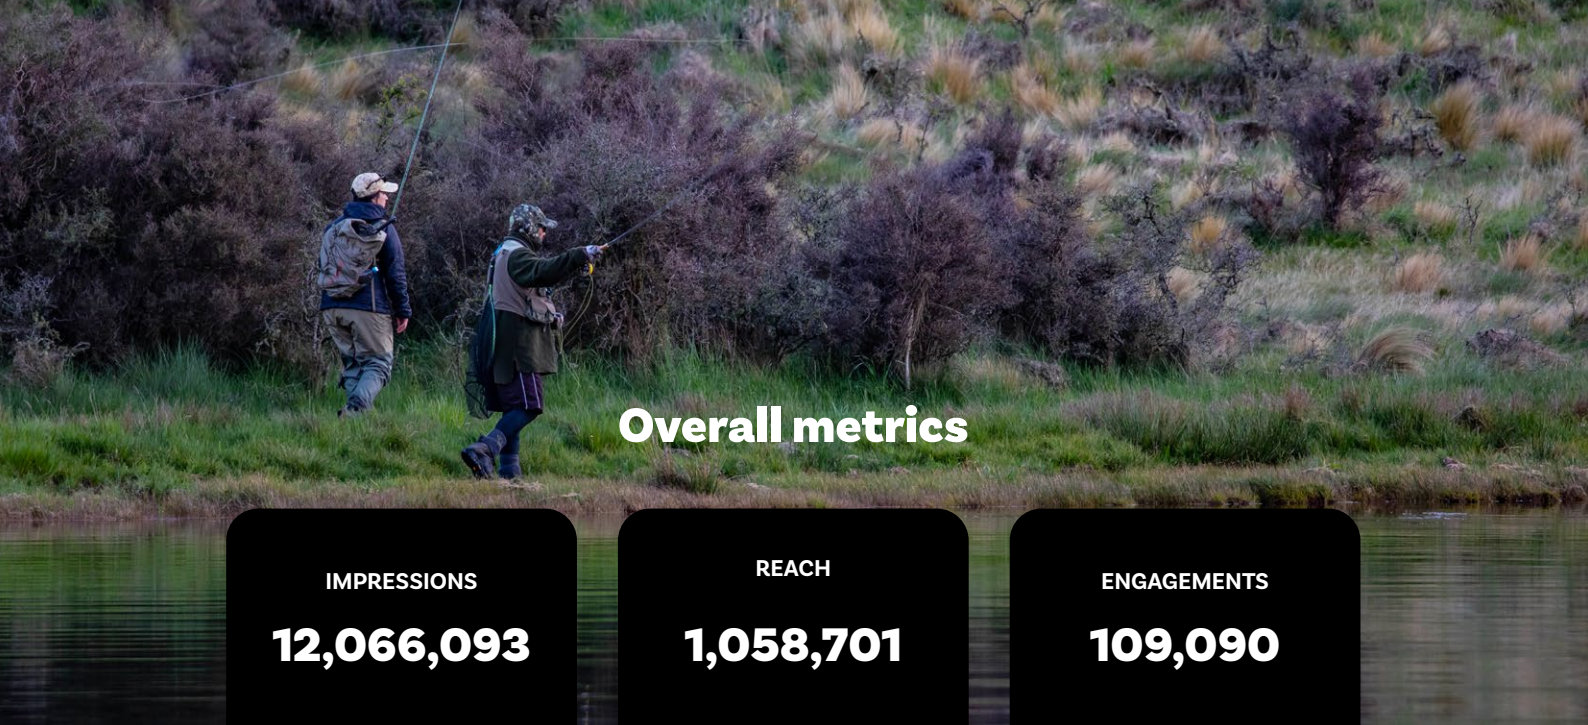 Overall metrics
IMPRESSIONS
12,066,093
REACH
1,058,701
ENGAGEMENTS
109,090